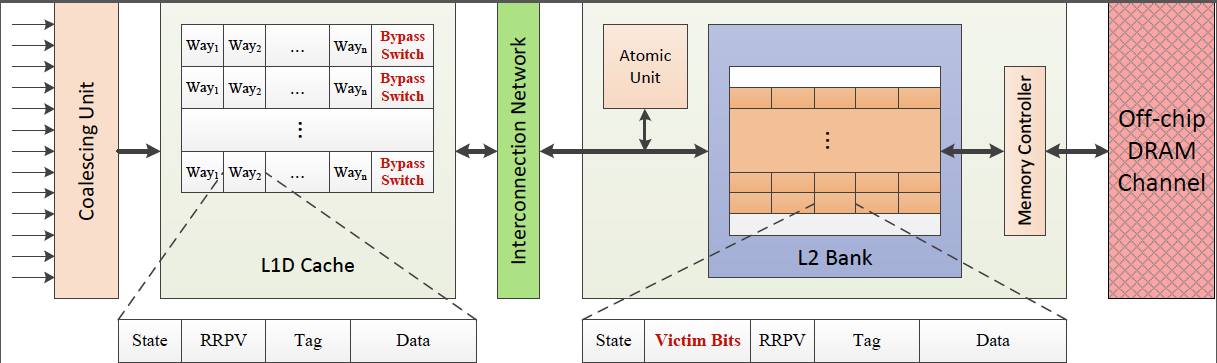 Coalescing Unit
Way1 Way2 ... Wayn Bypass Switch
Way1 Way2 ... Wayn Bypass Switch
⋮
Way1 Way2 ... Wayn Bypass Switch
L1D Cache
State RRPV Tag Data
Interconnection Network
Atomic
Unit
⋮
L2 Bank
State Victim Bits RRPV Tag Data
Memory Controller
Off-chip
DRAM
Channel